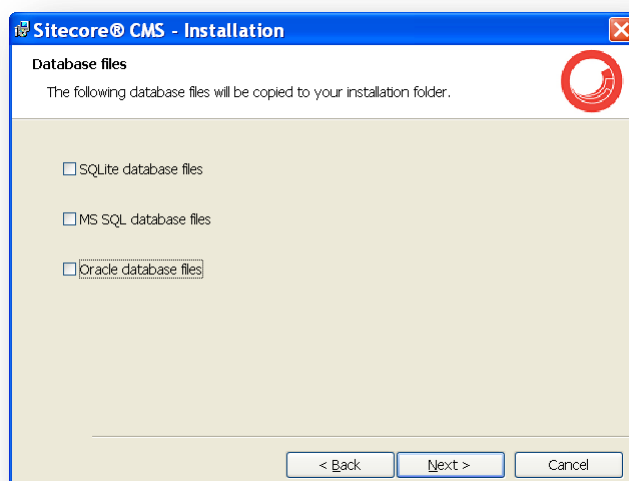 Sitecore® CMS - Installation
Database files
The following database files will be copied to your installation folder.
SQLite database files
MS SQL database files
Oracle database files
< Back
Next >
Cancel